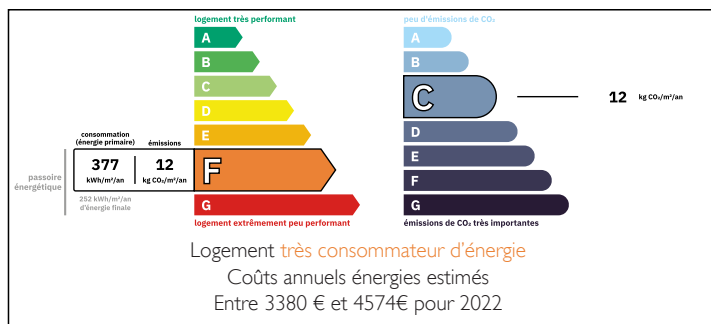 logement très performant
A
B
C
D
E
consommation
(énergie primaire)
émissions
377
kWh/m²/an
12
kg CO₂/m²/an
F
G
passoire
énergétique
252 kWh/m²/an
d'énergie finale
logement extrêmement peu performant
peu d'émissions de CO₂
A
B
C
12 kg CO₂/m²/an
D
E
F
G
émissions de CO₂ très importantes
Logement très consommateur d'énergie
Coûts annuels énergies estimés
Entre 3380 € et 4574€ pour 2022